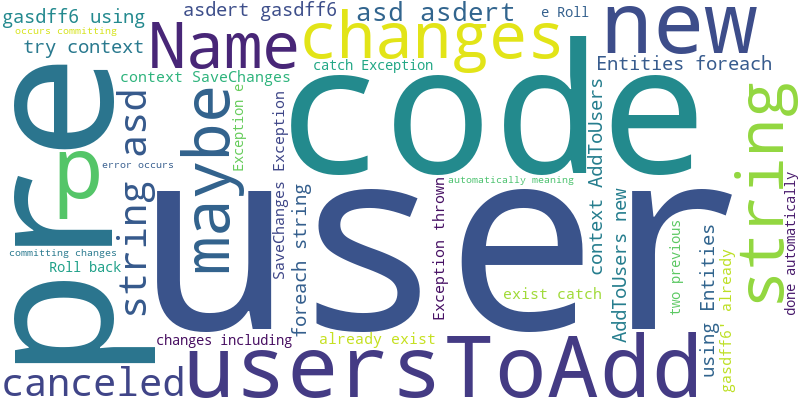 gasdff6 using
asdert gasdff6
asd asdert
e Roll
new
occurs committing
try context
Name
changes
catch Exception
Entities foreach
context SaveChanges
code
pre
p
string asd
maybe
Exception e
SaveChanges Exception
error occurs
automatically meaning
context AddToUsers
string
user
foreach string
Exception thrown
AddToUsers new
two previous
using Entities
gasdff6' already
done automatically
committing changes
Roll back
exist catch
changes including
already exist
canceled
usersToAdd